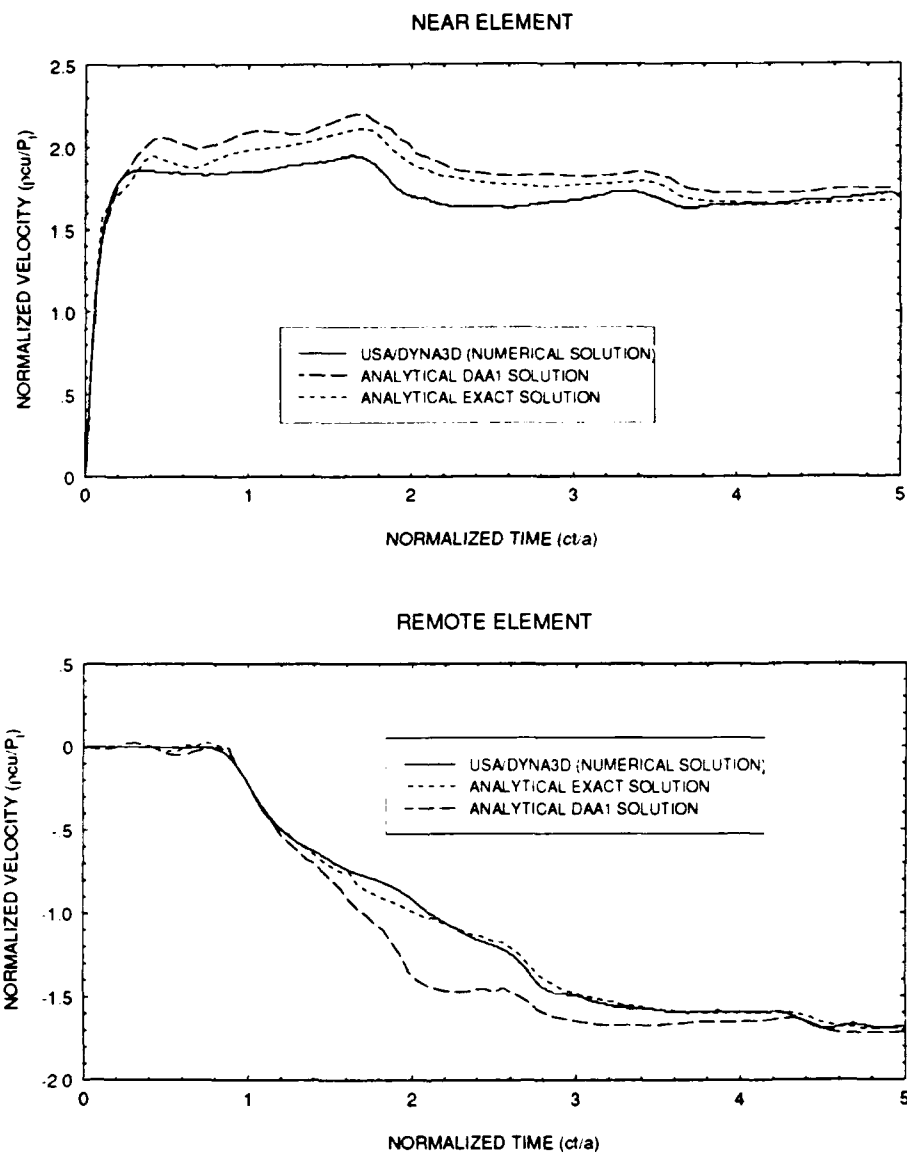 NEAR ELEMENT
2.5
2.0
1.5
1.0
.5
0
NORMALIZED VELOCITY (ρcu/P_I)
USA/DYNA3D (NUMERICAL SOLUTION)
ANALYTICAL DAA1 SOLUTION
ANALYTICAL EXACT SOLUTION
0 1 2 3 4 5
NORMALIZED TIME (ct/a)
REMOTE ELEMENT
.5
0
-.5
-1.0
-1.5
-2.0
NORMALIZED VELOCITY (ρcu/P_I)
USA/DYNA3D (NUMERICAL SOLUTION)
ANALYTICAL EXACT SOLUTION
ANALYTICAL DAA1 SOLUTION
0 1 2 3 4 5
NORMALIZED TIME (ct/a)